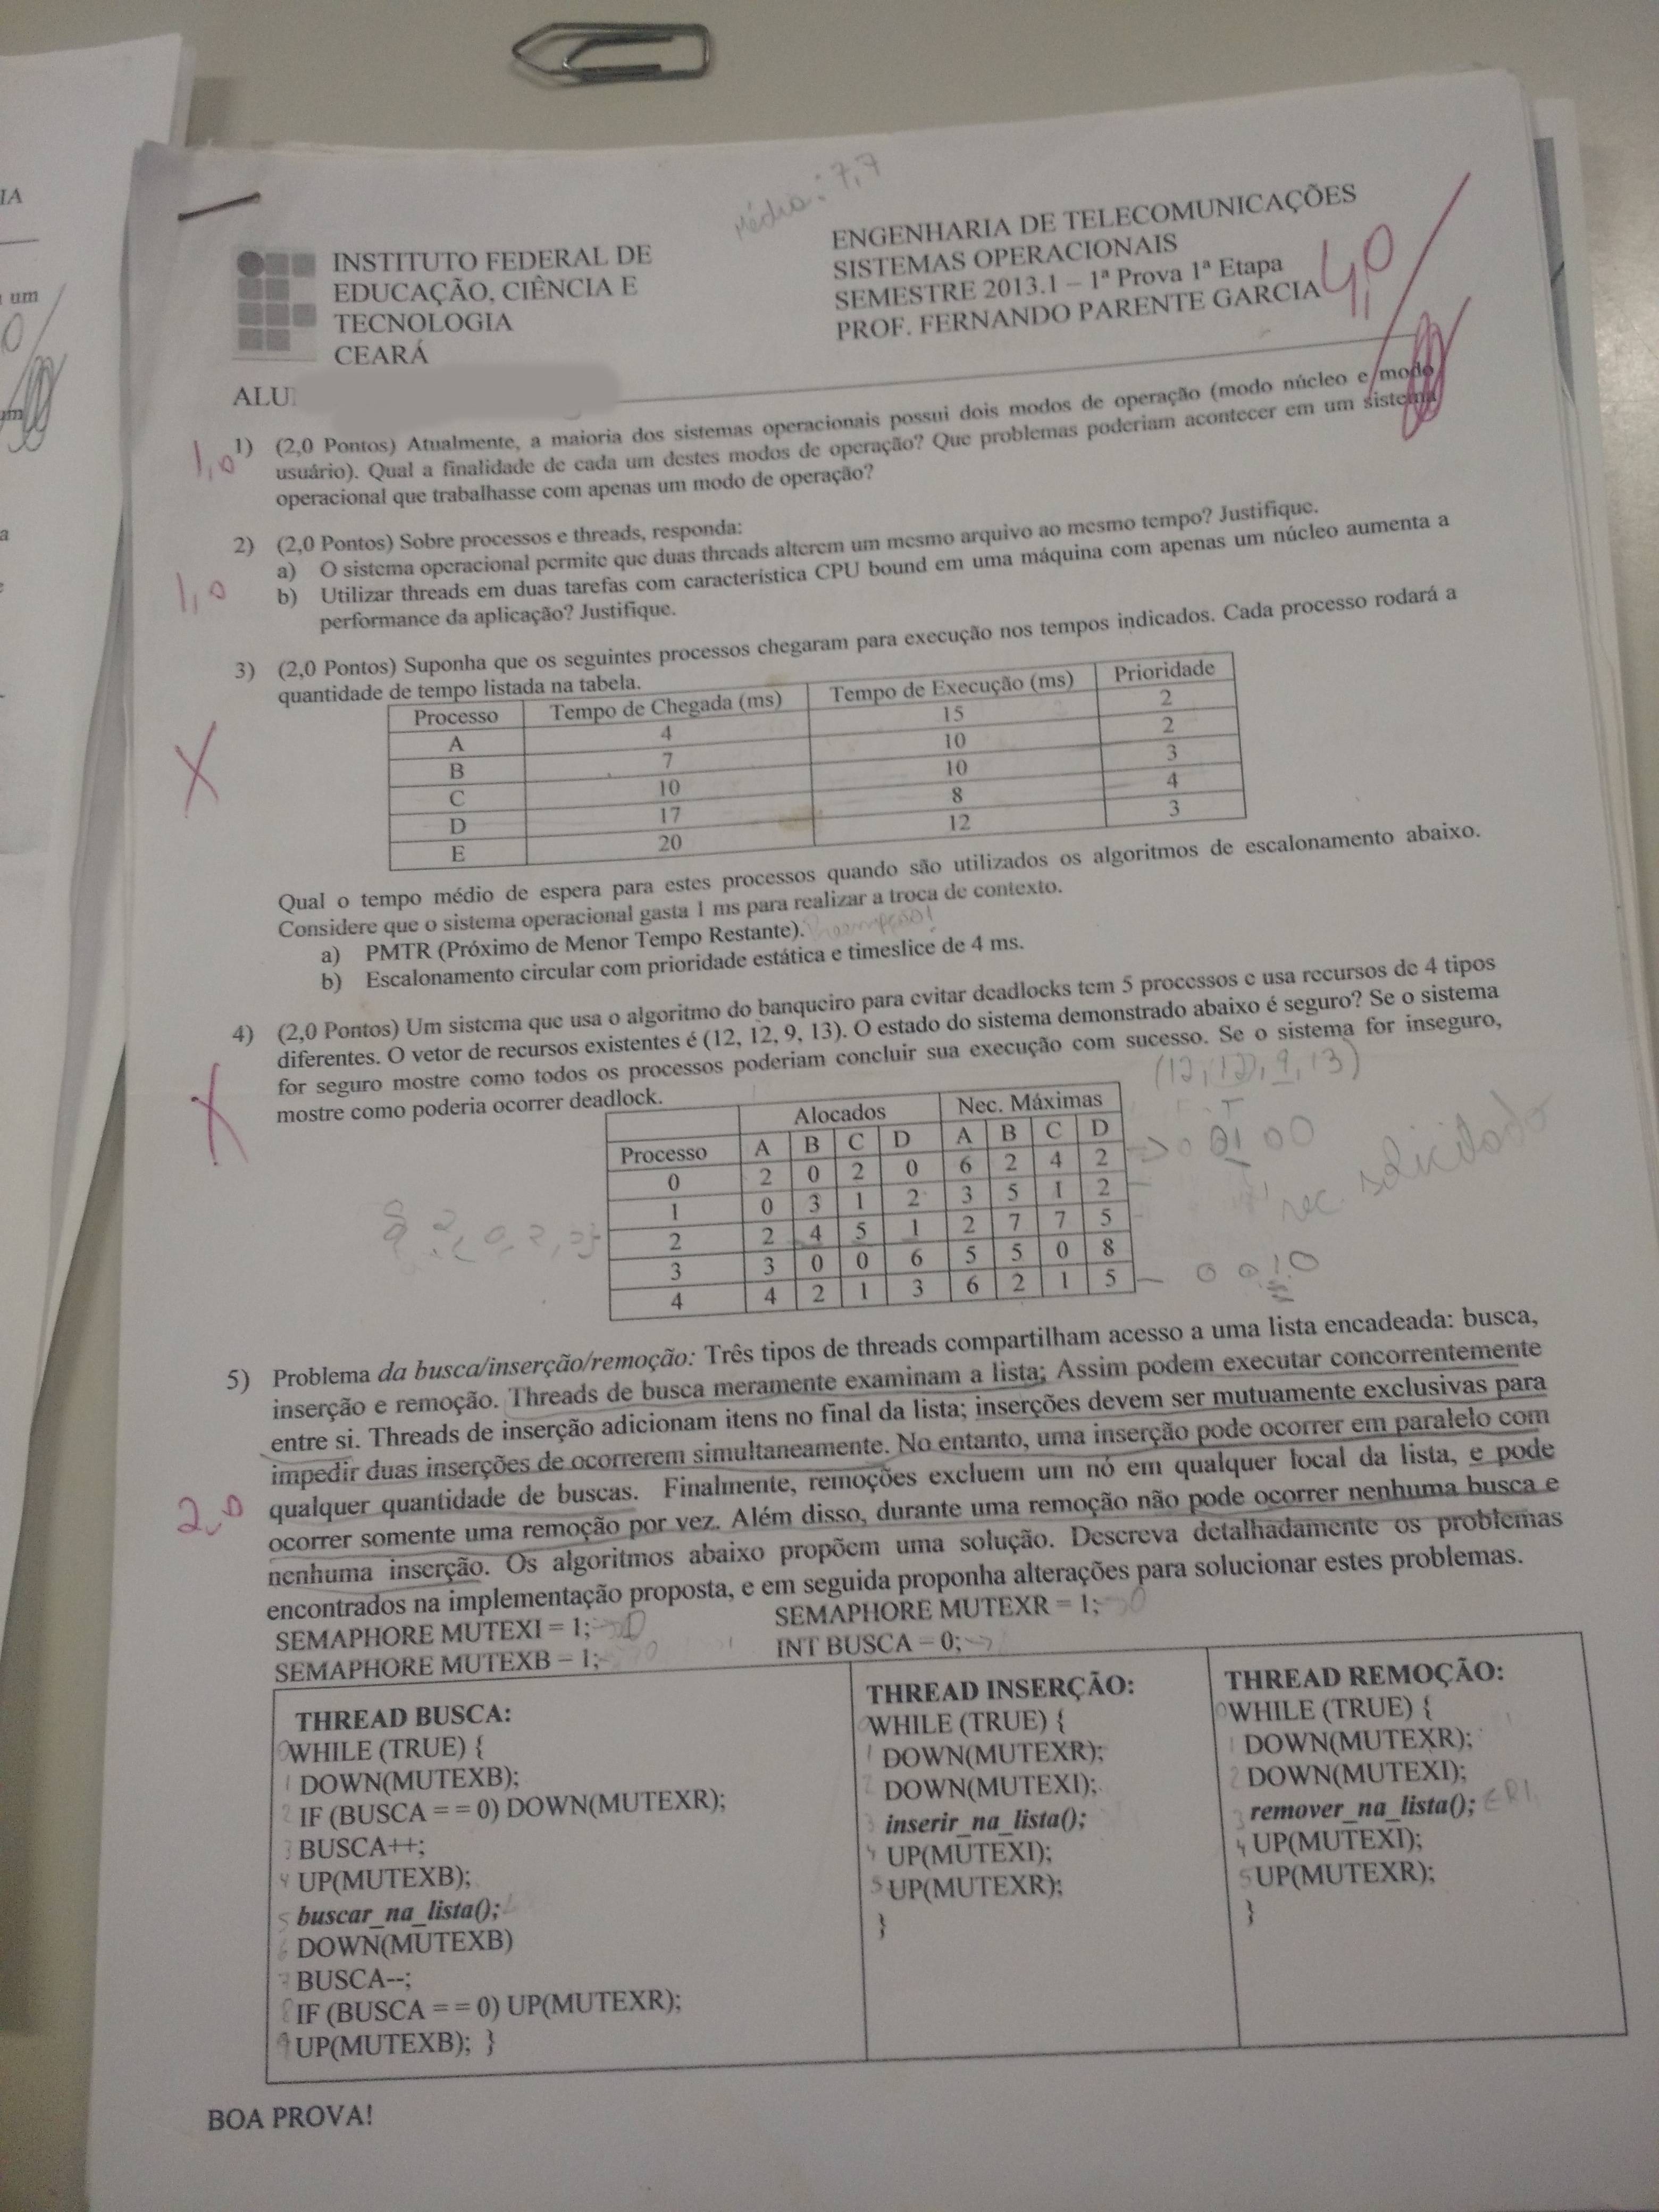 IA
um
Média: 7,7
INSTITUTO FEDERAL DE
EDUCAÇÃO, CIÊNCIA E
TECNOLOGIA
CEARÁ
ENGENHARIA DE TELECOMUNICAÇÕES
SISTEMAS OPERACIONAIS
SEMESTRE 2013.1 – 1ª Prova 1ª Etapa
PROF. FERNANDO PARENTE GARCIA
4,0
ALU
1,0
1) (2,0 Pontos) Atualmente, a maioria dos sistemas operacionais possui dois modos de operação (modo núcleo e modo
usuário). Qual a finalidade de cada um destes modos de operação? Que problemas poderiam acontecer em um sistema
operacional que trabalhasse com apenas um modo de operação?
1,0
2) (2,0 Pontos) Sobre processos e threads, responda:
a) O sistema operacional permite que duas threads alterem um mesmo arquivo ao mesmo tempo? Justifique.
b) Utilizar threads em duas tarefas com característica CPU bound em uma máquina com apenas um núcleo aumenta a
performance da aplicação? Justifique.
3) (2,0 Pontos) Suponha que os seguintes processos chegaram para execução nos tempos indicados. Cada processo rodará a
quantidade de tempo listada na tabela.
X
Processo Tempo de Chegada (ms) Tempo de Execução (ms) Prioridade
A 4 15 2
B 7 10 2
C 10 10 3
D 17 8 4
E 20 12 3
Qual o tempo médio de espera para estes processos quando são utilizados os algoritmos de escalonamento abaixo.
Considere que o sistema operacional gasta 1 ms para realizar a troca de contexto.
a) PMTR (Próximo de Menor Tempo Restante). Preempção!
b) Escalonamento circular com prioridade estática e timeslice de 4 ms.
4) (2,0 Pontos) Um sistema que usa o algoritmo do banqueiro para evitar deadlocks tem 5 processos e usa recursos de 4 tipos
diferentes. O vetor de recursos existentes é (12, 12, 9, 13). O estado do sistema demonstrado abaixo é seguro? Se o sistema
for seguro mostre como todos os processos poderiam concluir sua execução com sucesso. Se o sistema for inseguro,
mostre como poderia ocorrer deadlock.
X
(12, 12, 9, 13)
Alocados Nec. Máximas
Processo A B C D A B C D
0 2 0 2 0 6 2 4 2
1 0 3 1 2 3 5 1 2
2 2 4 5 1 2 7 7 5
3 3 0 0 6 5 5 0 8
4 4 2 1 3 6 2 1 5
rec. solicitado
0 0 1 0
5) Problema da busca/inserção/remoção: Três tipos de threads compartilham acesso a uma lista encadeada: busca,
inserção e remoção. Threads de busca meramente examinam a lista; Assim podem executar concorrentemente
entre si. Threads de inserção adicionam itens no final da lista; inserções devem ser mutuamente exclusivas para
impedir duas inserções de ocorrerem simultaneamente. No entanto, uma inserção pode ocorrer em paralelo com
qualquer quantidade de buscas. Finalmente, remoções excluem um nó em qualquer local da lista, e pode
ocorrer somente uma remoção por vez. Além disso, durante uma remoção não pode ocorrer nenhuma busca e
nenhuma inserção. Os algoritmos abaixo propõem uma solução. Descreva detalhadamente os problemas
encontrados na implementação proposta, e em seguida proponha alterações para solucionar estes problemas.
2,0
SEMAPHORE MUTEXI = 1; SEMAPHORE MUTEXR = 1;
SEMAPHORE MUTEXB = 1; INT BUSCA = 0;
THREAD BUSCA:
0 WHILE (TRUE) {
1 DOWN(MUTEXB);
2 IF (BUSCA = = 0) DOWN(MUTEXR);
3 BUSCA++;
4 UP(MUTEXB);
5 buscar_na_lista();
6 DOWN(MUTEXB)
7 BUSCA--;
8 IF (BUSCA = = 0) UP(MUTEXR);
9 UP(MUTEXB); }
THREAD INSERÇÃO:
0 WHILE (TRUE) {
1 DOWN(MUTEXR);
2 DOWN(MUTEXI);
3 inserir_na_lista();
4 UP(MUTEXI);
5 UP(MUTEXR);
}
THREAD REMOÇÃO:
0 WHILE (TRUE) {
1 DOWN(MUTEXR);
2 DOWN(MUTEXI);
3 remover_na_lista();
4 UP(MUTEXI);
5 UP(MUTEXR);
}
BOA PROVA!